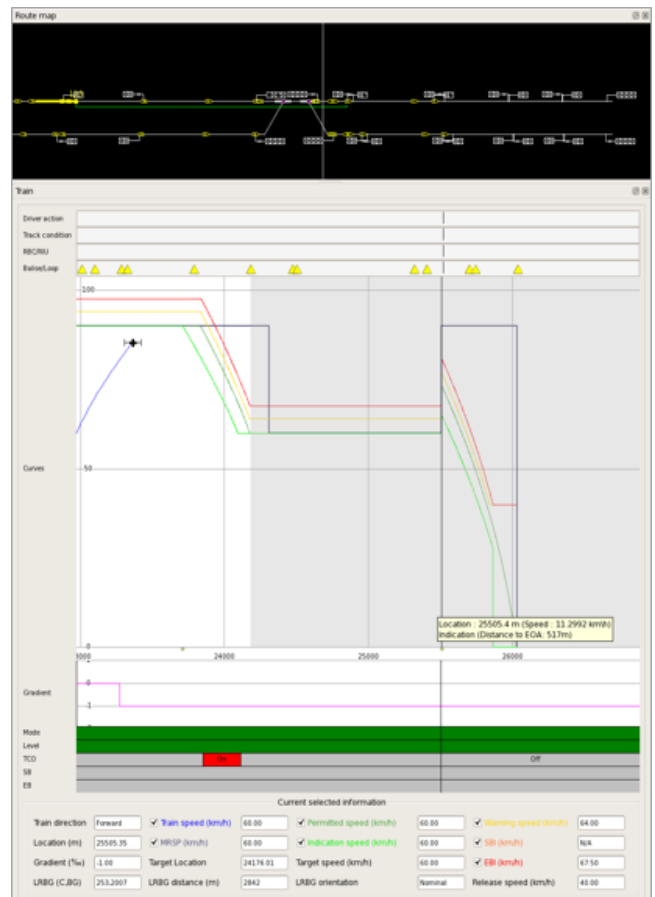 Route map
Train
Driver action
Track condition
RBC/RIU
Balise/Loop
100
Curves
50
Location : 25505.4 m (Speed : 11.2992 km/h)
Indication (Distance to EOA: 517m)
0
24000 25000 26000
Gradient
0
-1
Mode
Level
TCO On Off
SB
EB
Current selected information
Train direction Forward Train speed (km/h) 60.00 Permitted speed (km/h) 60.00 Warning speed (km/h) 64.00
Location (m) 25505.35 MRSP (km/h) 60.00 Indication speed (km/h) 60.00 SBI (km/h) N/A
Gradient (‰) -1.00 Target Location 24176.01 Target speed (km/h) 60.00 EBI (km/h) 67.50
LRBG (C,BG) 253.2007 LRBG distance (m) 2842 LRBG orientation Nominal Release speed (km/h) 40.00